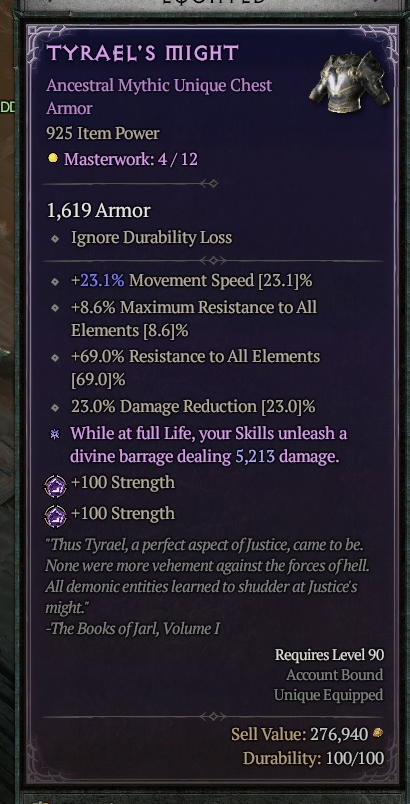 EQUIPPED
TYRAEL'S MIGHT
Ancestral Mythic Unique Chest
Armor
925 Item Power
Masterwork: 4 / 12
1,619 Armor
Ignore Durability Loss
+23.1% Movement Speed [23.1]%
+8.6% Maximum Resistance to All
Elements [8.6]%
+69.0% Resistance to All Elements
[69.0]%
23.0% Damage Reduction [23.0]%
While at full Life, your Skills unleash a
divine barrage dealing 5,213 damage.
+100 Strength
+100 Strength
"Thus Tyrael, a perfect aspect of Justice, came to be.
None were more vehement against the forces of hell.
All demonic entities learned to shudder at Justice's
might."
-The Books of Jarl, Volume I
Requires Level 90
Account Bound
Unique Equipped
Sell Value: 276,940
Durability: 100/100